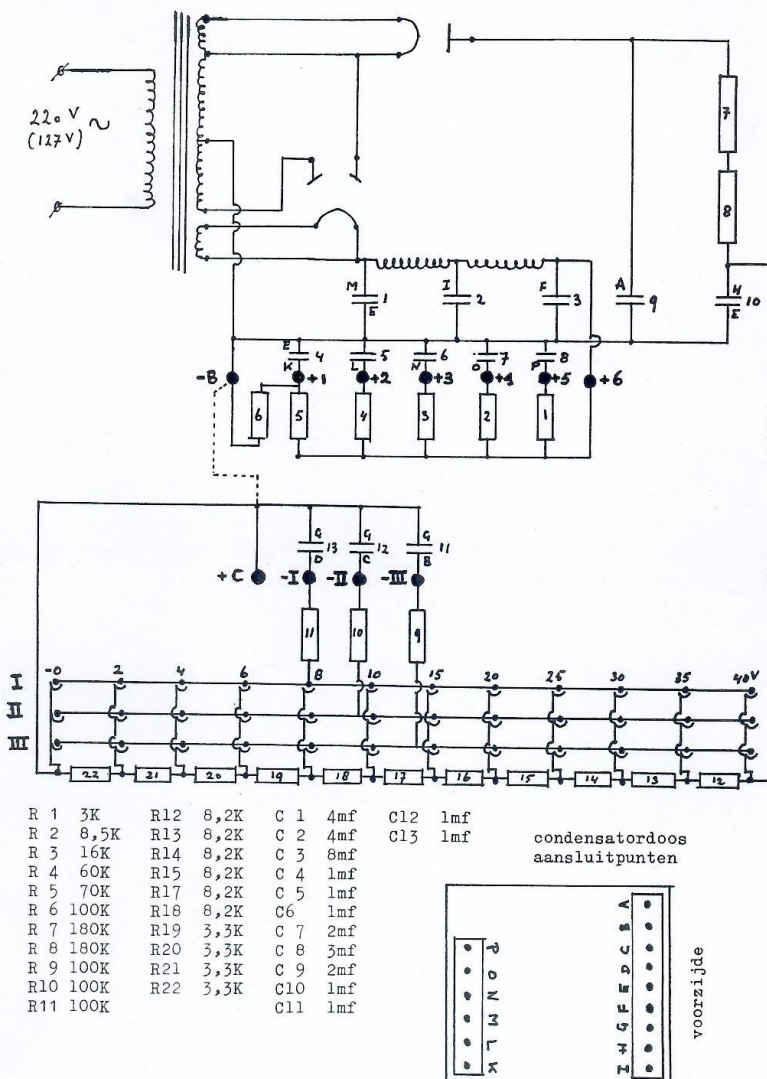 220 V
(127 V) ~
7
8
M
E
1
I
2
F
3
A
9
H
E
10
E
K
4
L
5
N
6
O
7
P
8
-B
+1
+2
+3
+4
+5
+6
6
5
4
3
2
1
G
D
13
G
C
12
G
B
11
+C
-I
-II
-III
11
10
9
I
-0 2 4 6 8 10 15 20 25 30 35 40V
II
III
22 21 20 19 18 17 16 15 14 13 12
R 1 3K R12 8,2K C 1 4mf C12 1mf
R 2 8,5K R13 8,2K C 2 4mf C13 1mf
R 3 16K R14 8,2K C 3 8mf
R 4 60K R15 8,2K C 4 1mf
R 5 70K R17 8,2K C 5 1mf
R 6 100K R18 8,2K C6 1mf
R 7 180K R19 3,3K C 7 2mf
R 8 180K R20 3,3K C 8 3mf
R 9 100K R21 3,3K C 9 2mf
R10 100K R22 3,3K C10 1mf
R11 100K C11 1mf
condensatordoos
aansluitpunten
P O N M L K
A B C D E F G H I
voorzijde